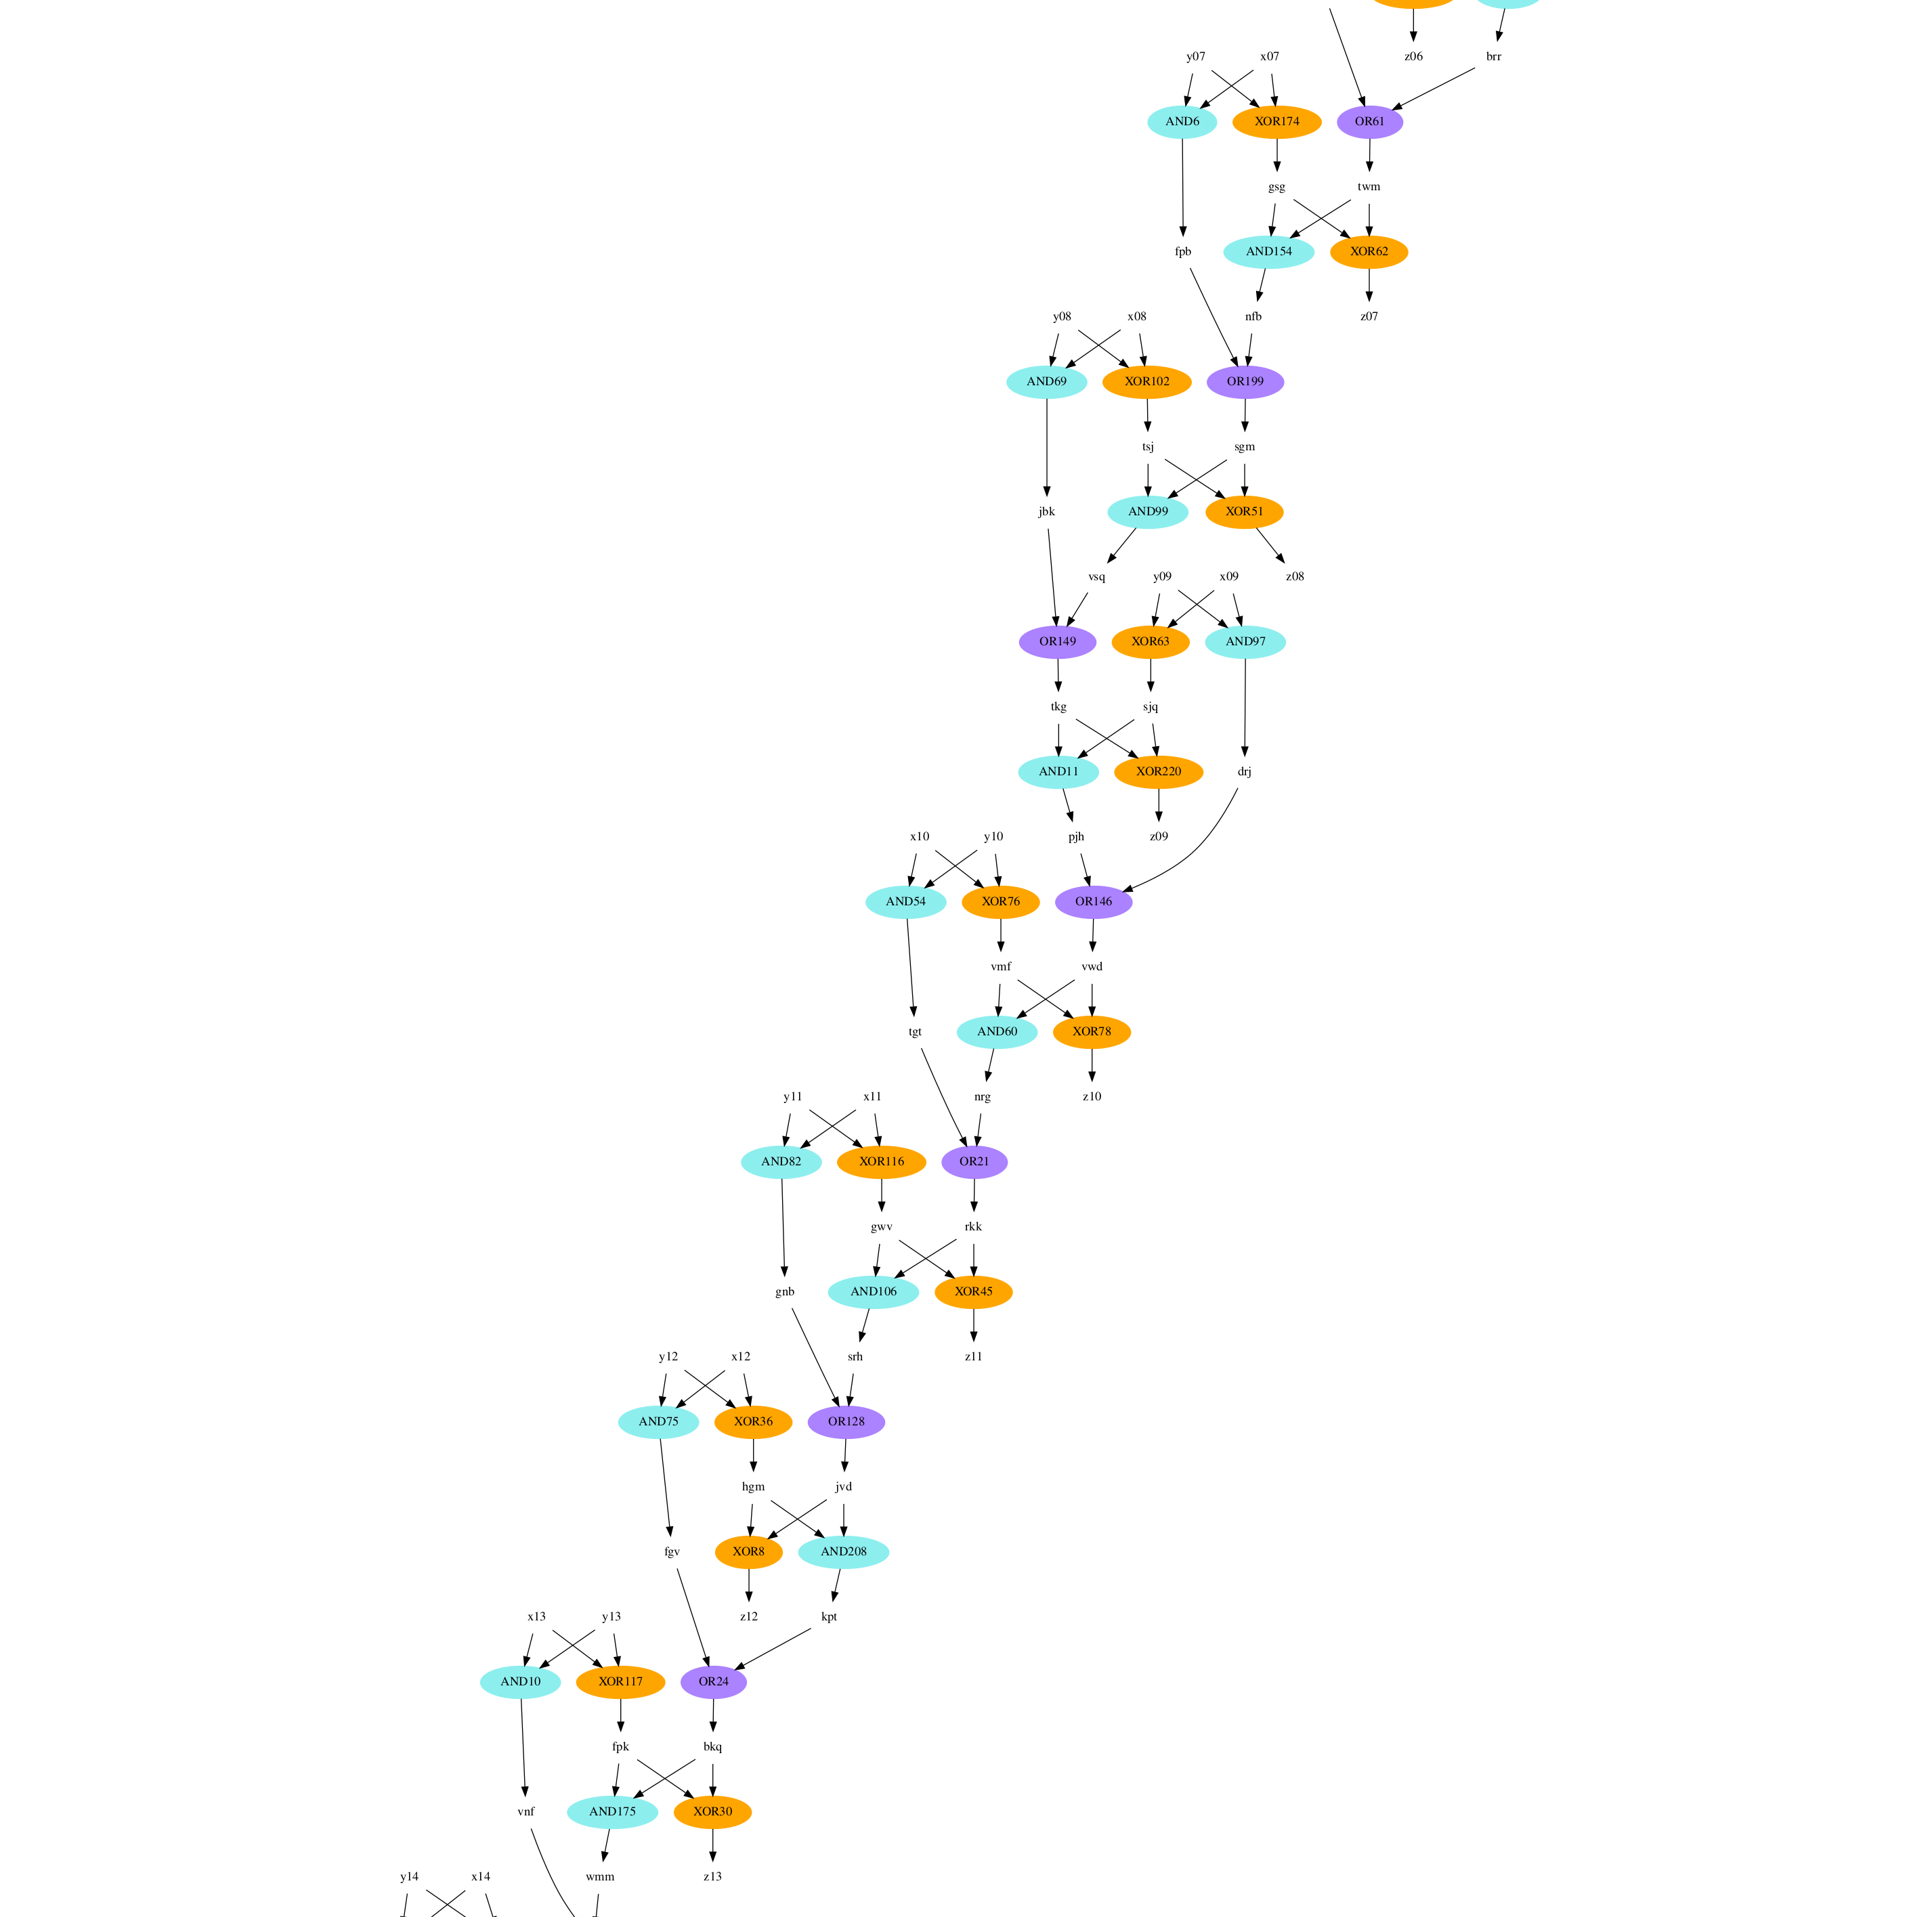 z06 brr
y07 x07
AND6 XOR174 OR61
gsg twm
fpb AND154 XOR62
y08 x08 nfb z07
AND69 XOR102 OR199
tsj sgm
jbk AND99 XOR51
vsq y09 x09 z08
OR149 XOR63 AND97
tkg sjq
AND11 XOR220 drj
x10 y10 pjh z09
AND54 XOR76 OR146
vmf vwd
tgt AND60 XOR78
y11 x11 nrg z10
AND82 XOR116 OR21
gwv rkk
gnb AND106 XOR45
y12 x12 srh z11
AND75 XOR36 OR128
hgm jvd
fgv XOR8 AND208
x13 y13 z12 kpt
AND10 XOR117 OR24
fpk bkq
vnf AND175 XOR30
y14 x14 wmm z13